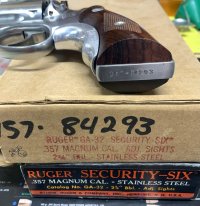 157-84293
RUGER GA-32 SECURITY-SIX
357 MAGNUM CAL. ADJ. SIGHTS
2¾" Bbl. - STAINLESS STEEL
RUGER SECURITY-SIX
357 MAGNUM CAL. - STAINLESS STEEL
Catalog No. GA-32 - 2¾" Bbl. - Adj. Sights